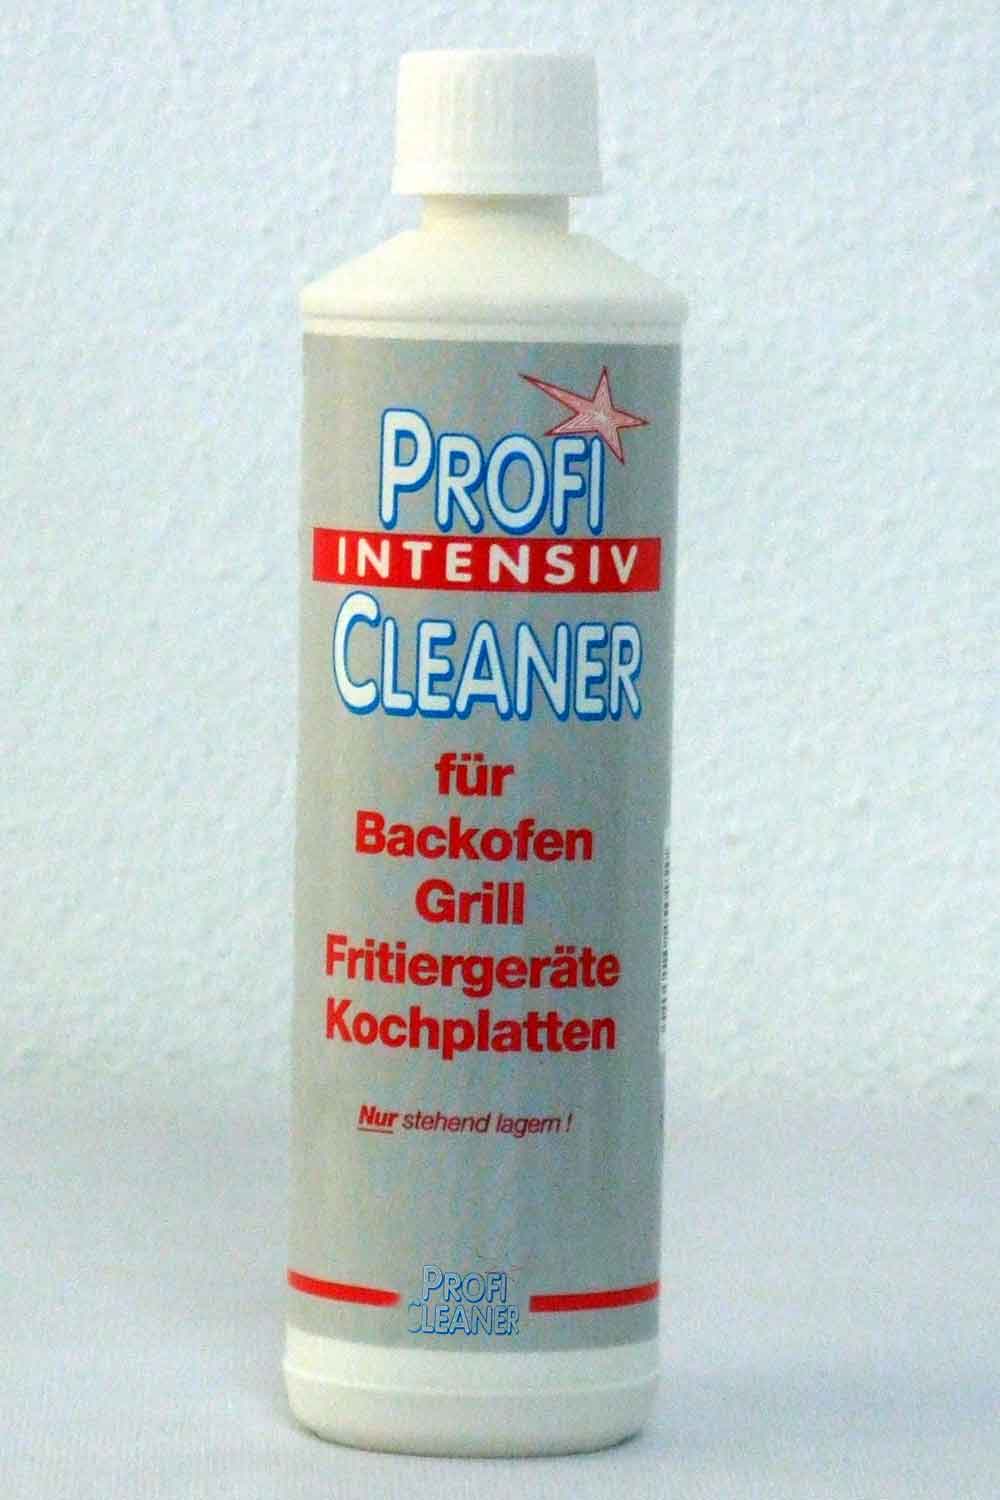 PROFI
INTENSIV
CLEANER
für
Backofen
Grill
Fritiergeräte
Kochplatten
Nur stehend lagern!
PROFI
CLEANER